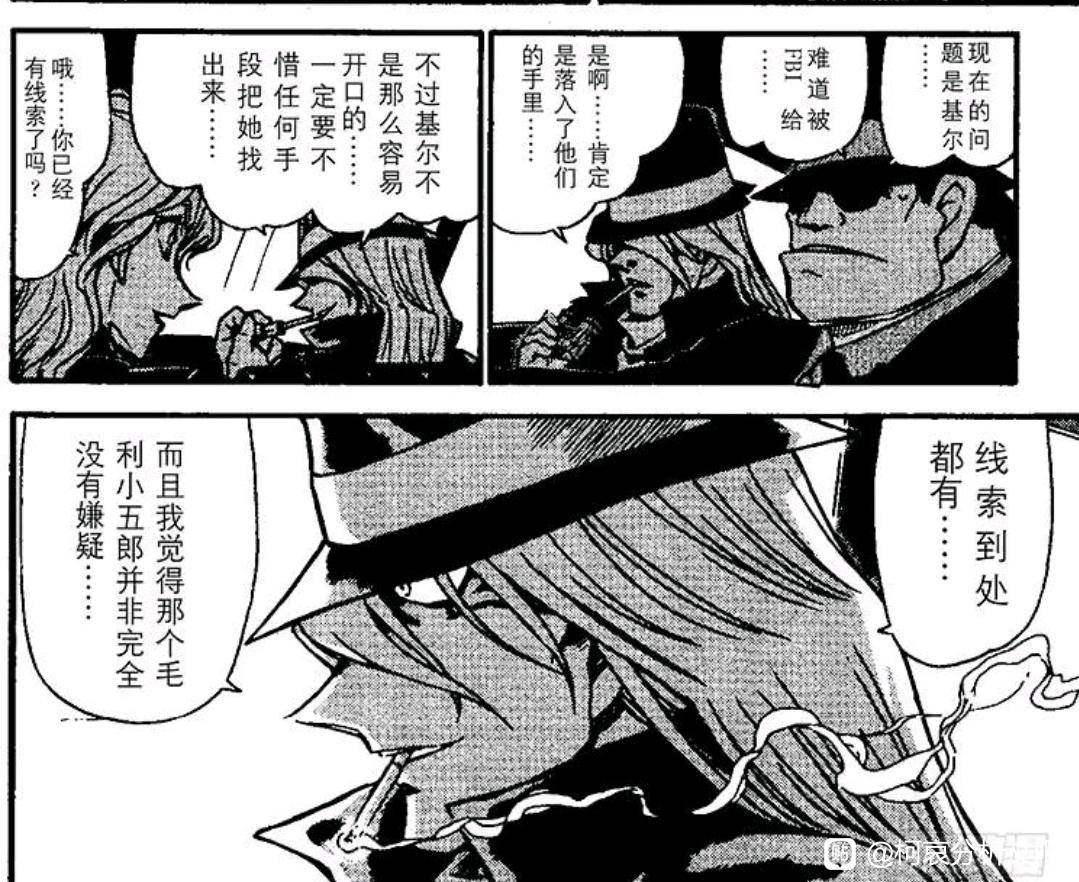 现在的问
题是基尔
……
难道被
FBI给
……
是啊……肯定
是落入了他们
的手里……
不过基尔不
是那么容易
开口的……
一定要不
惜任何手
段把她找
出来……
哦……你已经
有线索了吗？
线索到处
都有……
而且我觉得那个毛
利小五郎并非完全
没有嫌疑……